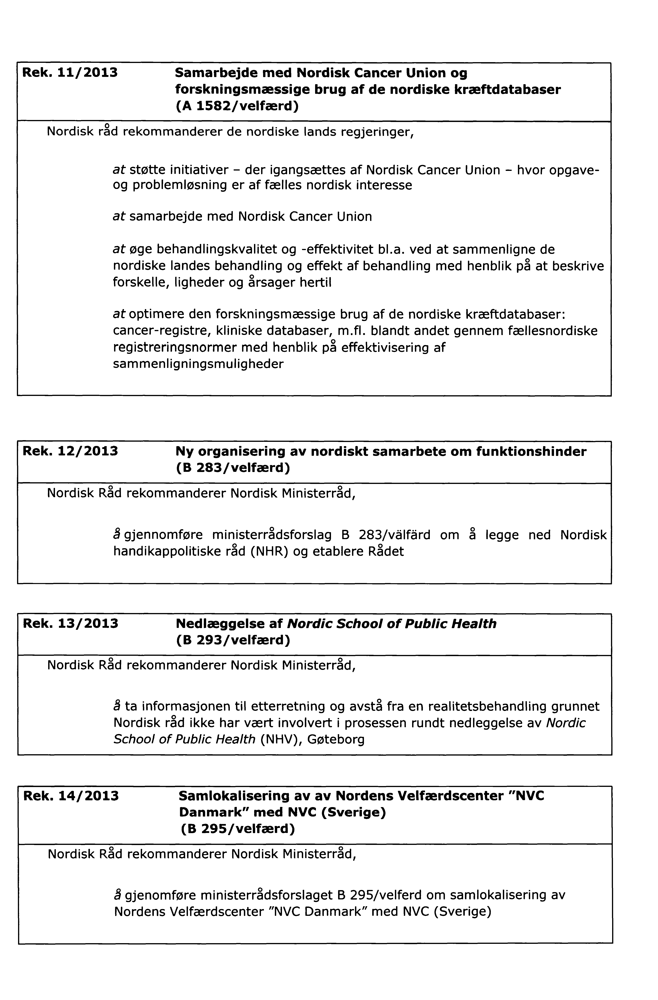 Rek. 11/2013 Samarbejde med Nordisk Cancer Union og
forskningsmæssige brug af de nordiske kræftdatabaser
(A 1582/velfærd)
Nordisk råd rekommanderer de nordiske lands regjeringer,
at støtte initiativer – der igangsættes af Nordisk Cancer Union – hvor opgave-
og problemløsning er af fælles nordisk interesse
at samarbejde med Nordisk Cancer Union
at øge behandlingskvalitet og -effektivitet bl.a. ved at sammenligne de
nordiske landes behandling og effekt af behandling med henblik på at beskrive
forskelle, ligheder og årsager hertil
at optimere den forskningsmæssige brug af de nordiske kræftdatabaser:
cancer-registre, kliniske databaser, m.fl. blandt andet gennem fællesnordiske
registreringsnormer med henblik på effektivisering af
sammenligningsmuligheder
Rek. 12/2013 Ny organisering av nordiskt samarbete om funktionshinder
(B 283/velfærd)
Nordisk Råd rekommanderer Nordisk Ministerråd,
å gjennomføre ministerrådsforslag B 283/välfärd om å legge ned Nordisk
handikappolitiske råd (NHR) og etablere Rådet
Rek. 13/2013 Nedlæggelse af Nordic School of Public Health
(B 293/velfærd)
Nordisk Råd rekommanderer Nordisk Ministerråd,
å ta informasjonen til etterretning og avstå fra en realitetsbehandling grunnet
Nordisk råd ikke har vært involvert i prosessen rundt nedleggelse av Nordic
School of Public Health (NHV), Gøteborg
Rek. 14/2013 Samlokalisering av av Nordens Velfærdscenter "NVC
Danmark" med NVC (Sverige)
(B 295/velfærd)
Nordisk Råd rekommanderer Nordisk Ministerråd,
å gjenomføre ministerrådsforslaget B 295/velferd om samlokalisering av
Nordens Velfærdscenter "NVC Danmark" med NVC (Sverige)